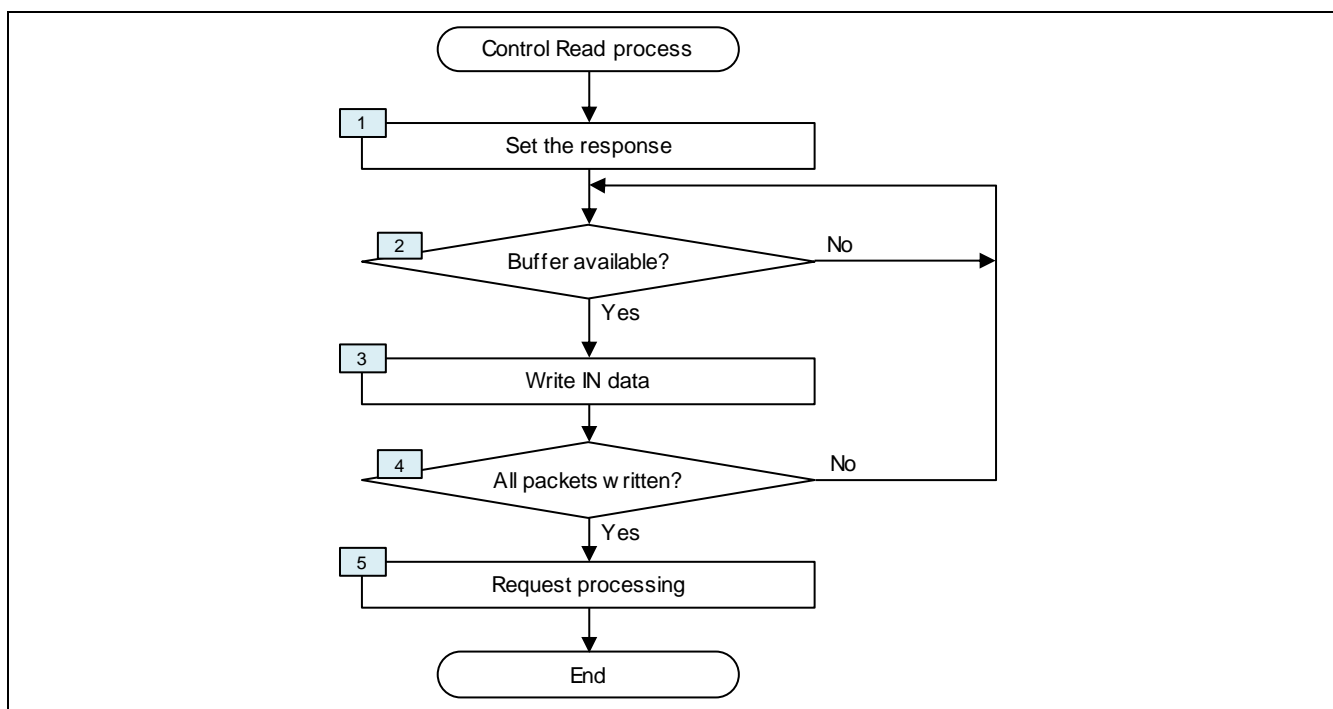 Control Read process
1
Set the response
2
Buffer available?
No
Yes
3
Write IN data
4
All packets written?
No
Yes
5
Request processing
End